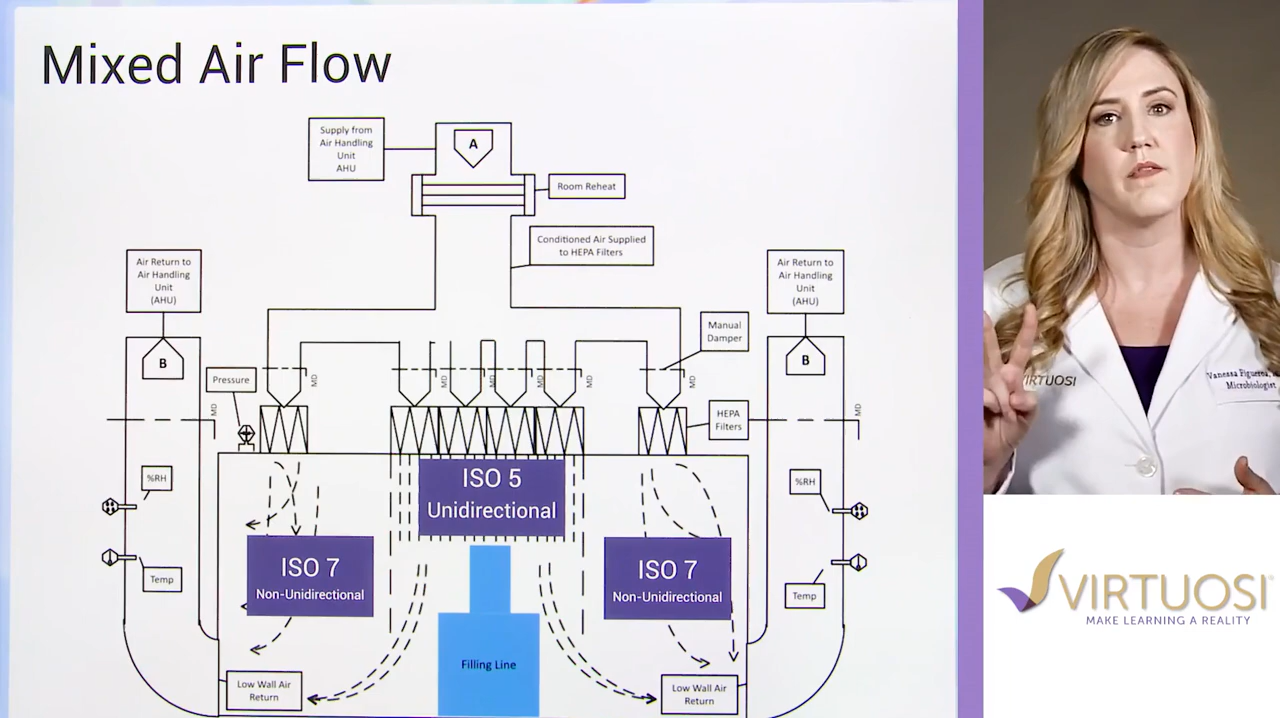 Mixed Air Flow
Supply from
Air Handling
Unit
AHU
A
Room Reheat
Conditioned Air Supplied
to HEPA Filters
Air Return to
Air Handling
Unit
(AHU)
B
Air Return to
Air Handling
Unit
(AHU)
B
Manual
Damper
Pressure
MD
MD
MD
MD
MD
MD
MD
MD
HEPA
Filters
%RH
Temp
%RH
Temp
ISO 5
Unidirectional
ISO 7
Non-Unidirectional
ISO 7
Non-Unidirectional
Filling Line
Low Wall Air
Return
Low Wall Air
Return
VIRTUOSI
Vanessa Figueroa,
Microbiologist
VIRTUOSI®
MAKE LEARNING A REALITY